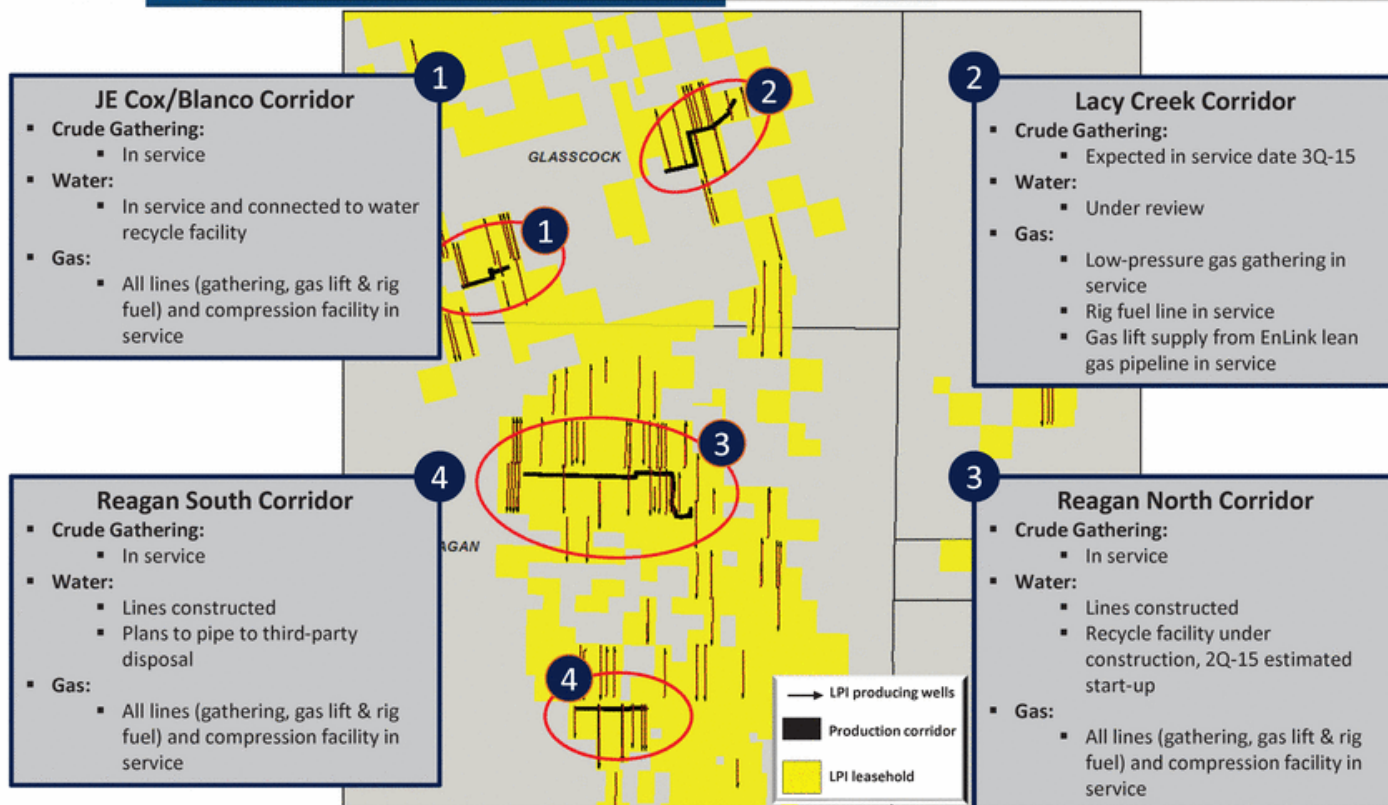 1
JE Cox/Blanco Corridor
▪ Crude Gathering:
▪ In service
▪ Water:
▪ In service and connected to water
recycle facility
▪ Gas:
▪ All lines (gathering, gas lift & rig
fuel) and compression facility in
service
2
Lacy Creek Corridor
▪ Crude Gathering:
▪ Expected in service date 3Q-15
▪ Water:
▪ Under review
▪ Gas:
▪ Low-pressure gas gathering in
service
▪ Rig fuel line in service
▪ Gas lift supply from EnLink lean
gas pipeline in service
2
GLASSCOCK
1
3
AGAN
4
4
Reagan South Corridor
▪ Crude Gathering:
▪ In service
▪ Water:
▪ Lines constructed
▪ Plans to pipe to third-party
disposal
▪ Gas:
▪ All lines (gathering, gas lift & rig
fuel) and compression facility in
service
3
Reagan North Corridor
▪ Crude Gathering:
▪ In service
▪ Water:
▪ Lines constructed
▪ Recycle facility under
construction, 2Q-15 estimated
start-up
▪ Gas:
▪ All lines (gathering, gas lift & rig
fuel) and compression facility in
service
LPI producing wells
Production corridor
LPI leasehold